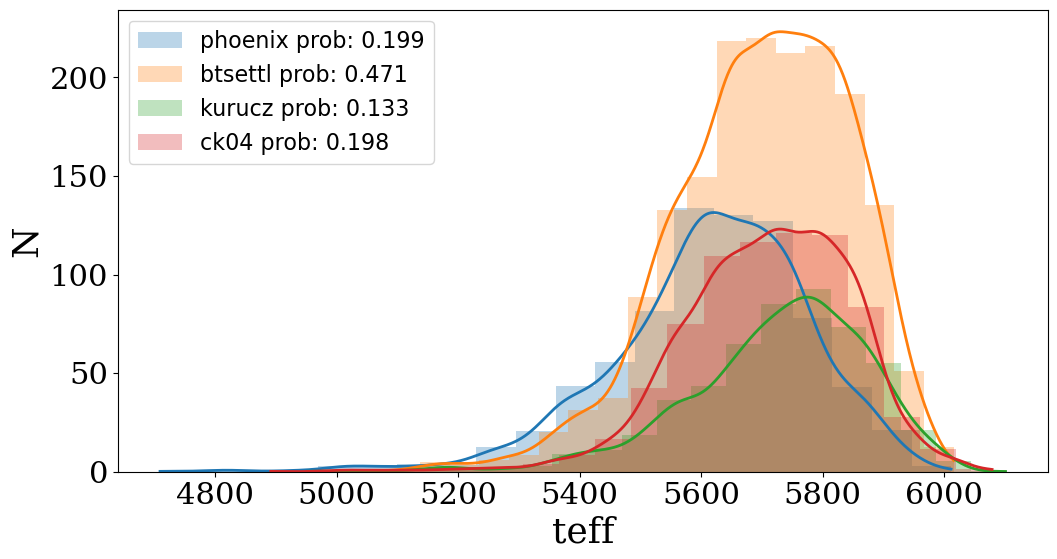 phoenix prob: 0.199
btsettl prob: 0.471
kurucz prob: 0.133
ck04 prob: 0.198
200
150
100
50
0
N
4800 5000 5200 5400 5600 5800 6000
teff